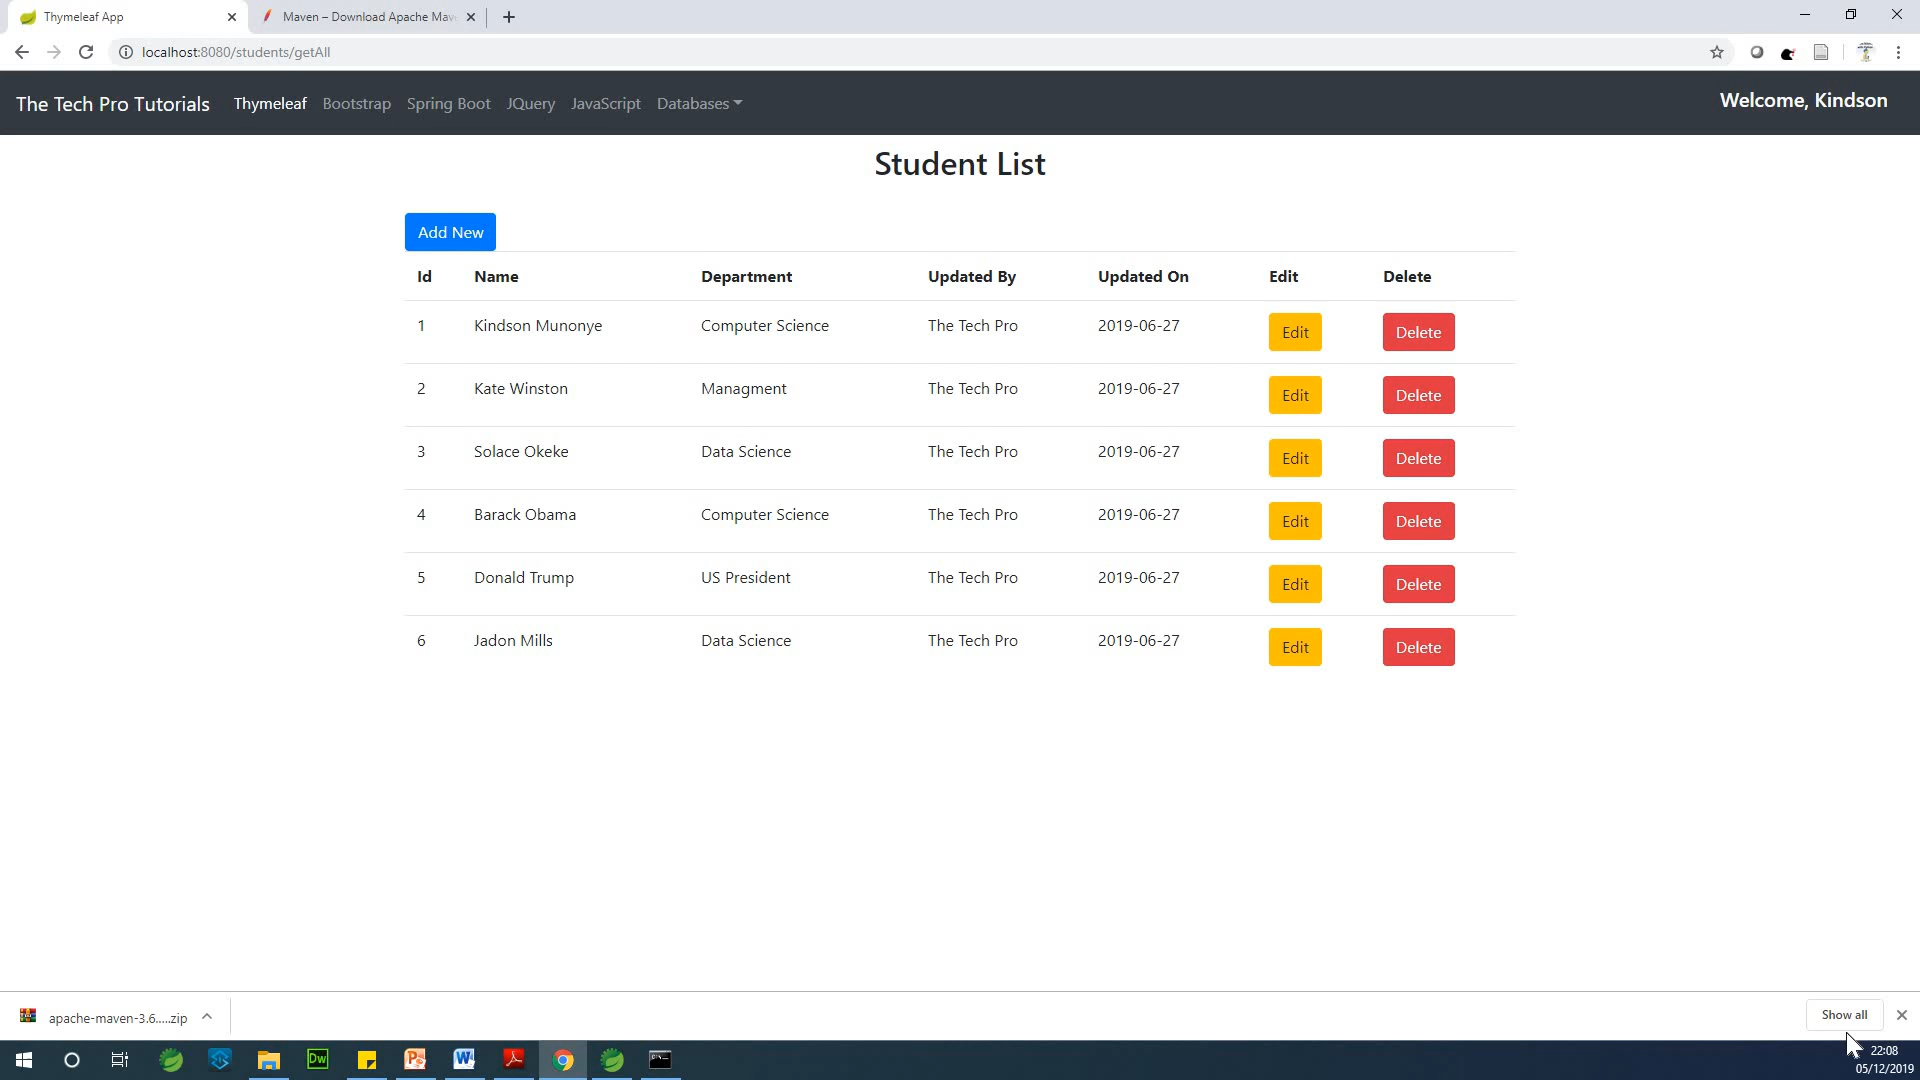 Thymeleaf App
Maven – Download Apache Mav
localhost:8080/students/getAll
The Tech Pro Tutorials Thymeleaf Bootstrap Spring Boot JQuery JavaScript Databases
Welcome, Kindson
Student List
Add New
Id Name Department Updated By Updated On Edit Delete
1 Kindson Munonye Computer Science The Tech Pro 2019-06-27 Edit Delete
2 Kate Winston Managment The Tech Pro 2019-06-27 Edit Delete
3 Solace Okeke Data Science The Tech Pro 2019-06-27 Edit Delete
4 Barack Obama Computer Science The Tech Pro 2019-06-27 Edit Delete
5 Donald Trump US President The Tech Pro 2019-06-27 Edit Delete
6 Jadon Mills Data Science The Tech Pro 2019-06-27 Edit Delete
apache-maven-3.6.....zip
Show all
Dw
22:08
05/12/2019